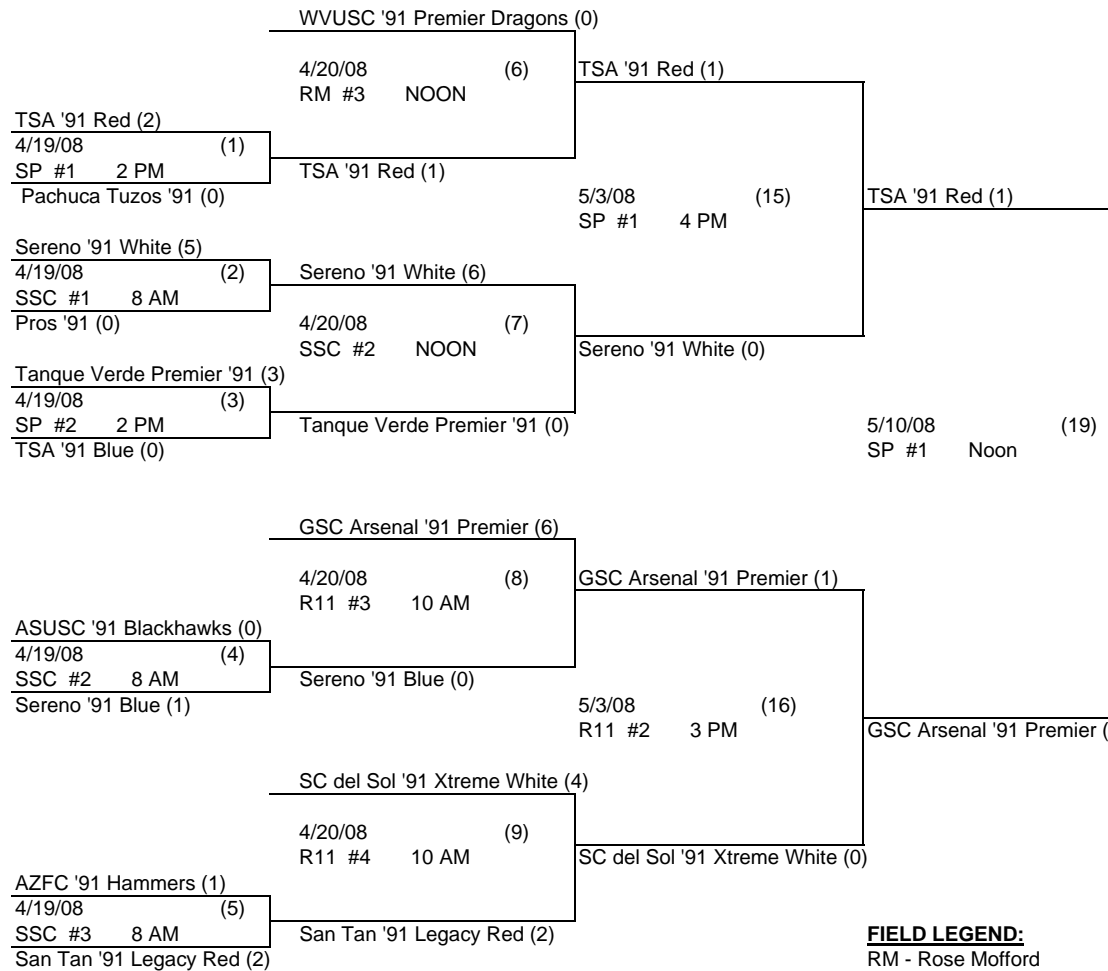 WVUSC '91 Premier Dragons (0)
4/20/08 (6)
RM #3 NOON
TSA '91 Red (1)
TSA '91 Red (2)
4/19/08 (1)
SP #1 2 PM
Pachuca Tuzos '91 (0)
TSA '91 Red (1)
5/3/08 (15)
SP #1 4 PM
TSA '91 Red (1)
Sereno '91 White (5)
4/19/08 (2)
SSC #1 8 AM
Pros '91 (0)
Sereno '91 White (6)
4/20/08 (7)
SSC #2 NOON
Sereno '91 White (0)
Tanque Verde Premier '91 (3)
4/19/08 (3)
SP #2 2 PM
TSA '91 Blue (0)
Tanque Verde Premier '91 (0)
5/10/08 (19)
SP #1 Noon
GSC Arsenal '91 Premier (6)
4/20/08 (8)
R11 #3 10 AM
GSC Arsenal '91 Premier (1)
ASUSC '91 Blackhawks (0)
4/19/08 (4)
SSC #2 8 AM
Sereno '91 Blue (1)
Sereno '91 Blue (0)
5/3/08 (16)
R11 #2 3 PM
GSC Arsenal '91 Premier (
SC del Sol '91 Xtreme White (4)
4/20/08 (9)
R11 #4 10 AM
SC del Sol '91 Xtreme White (0)
AZFC '91 Hammers (1)
4/19/08 (5)
SSC #3 8 AM
San Tan '91 Legacy Red (2)
San Tan '91 Legacy Red (2)
FIELD LEGEND:
RM - Rose Mofford